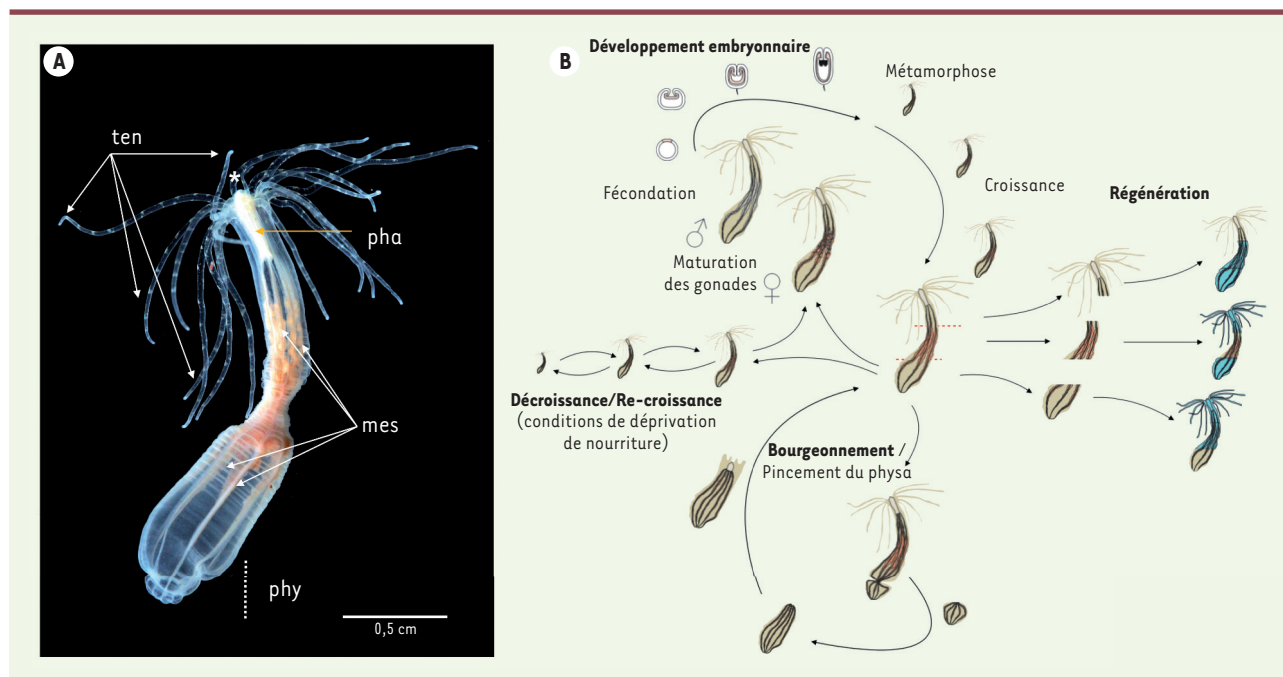 A
ten
*
pha
mes
phy
0,5 cm
B
Développement embryonnaire
Métamorphose
Croissance
Fécondation
♂
Maturation
des gonades ♀
Régénération
Décroissance/Re-croissance
(conditions de déprivation
de nourriture)
Bourgeonnement /
Pincement du physa